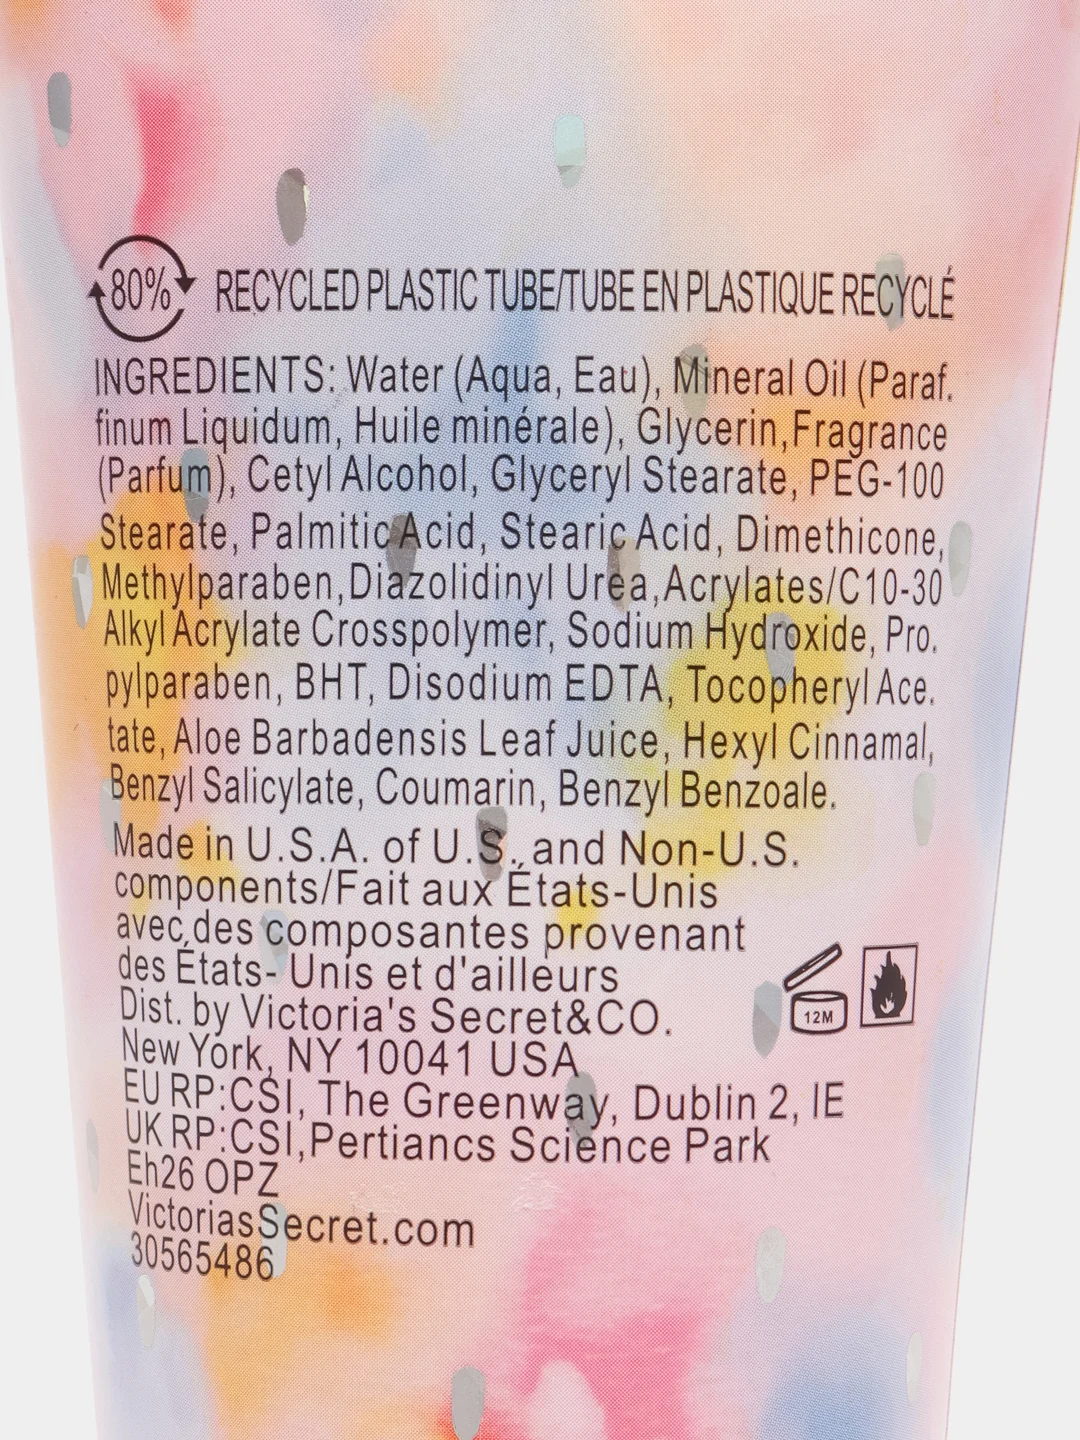 80% RECYCLED PLASTIC TUBE/TUBE EN PLASTIQUE RECYCLÉ
INGREDIENTS: Water (Aqua, Eau), Mineral Oil (Paraf.
finum Liquidum, Huile minérale), Glycerin,Fragrance
(Parfum), Cetyl Alcohol, Glyceryl Stearate, PEG-100
Stearate, Palmitic Acid, Stearic Acid, Dimethicone,
Methylparaben,Diazolidinyl Urea,Acrylates/C10-30
Alkyl Acrylate Crosspolymer, Sodium Hydroxide, Pro.
pylparaben, BHT, Disodium EDTA, Tocopheryl Ace.
tate, Aloe Barbadensis Leaf Juice, Hexyl Cinnamal,
Benzyl Salicylate, Coumarin, Benzyl Benzoale.
Made in U.S.A. of U.S., and Non-U.S.
components/Fait aux États-Unis
avec,des composantes provenant
des États- Unis et d'ailleurs
Dist. by Victoria's Secret&CO.
New York, NY 10041 USA
EU RP:CSI, The Greenway, Dublin 2, IE
UK RP:CSI,Pertiancs Science Park
Eh26 OPZ
VictoriasSecret.com
30565486
12M